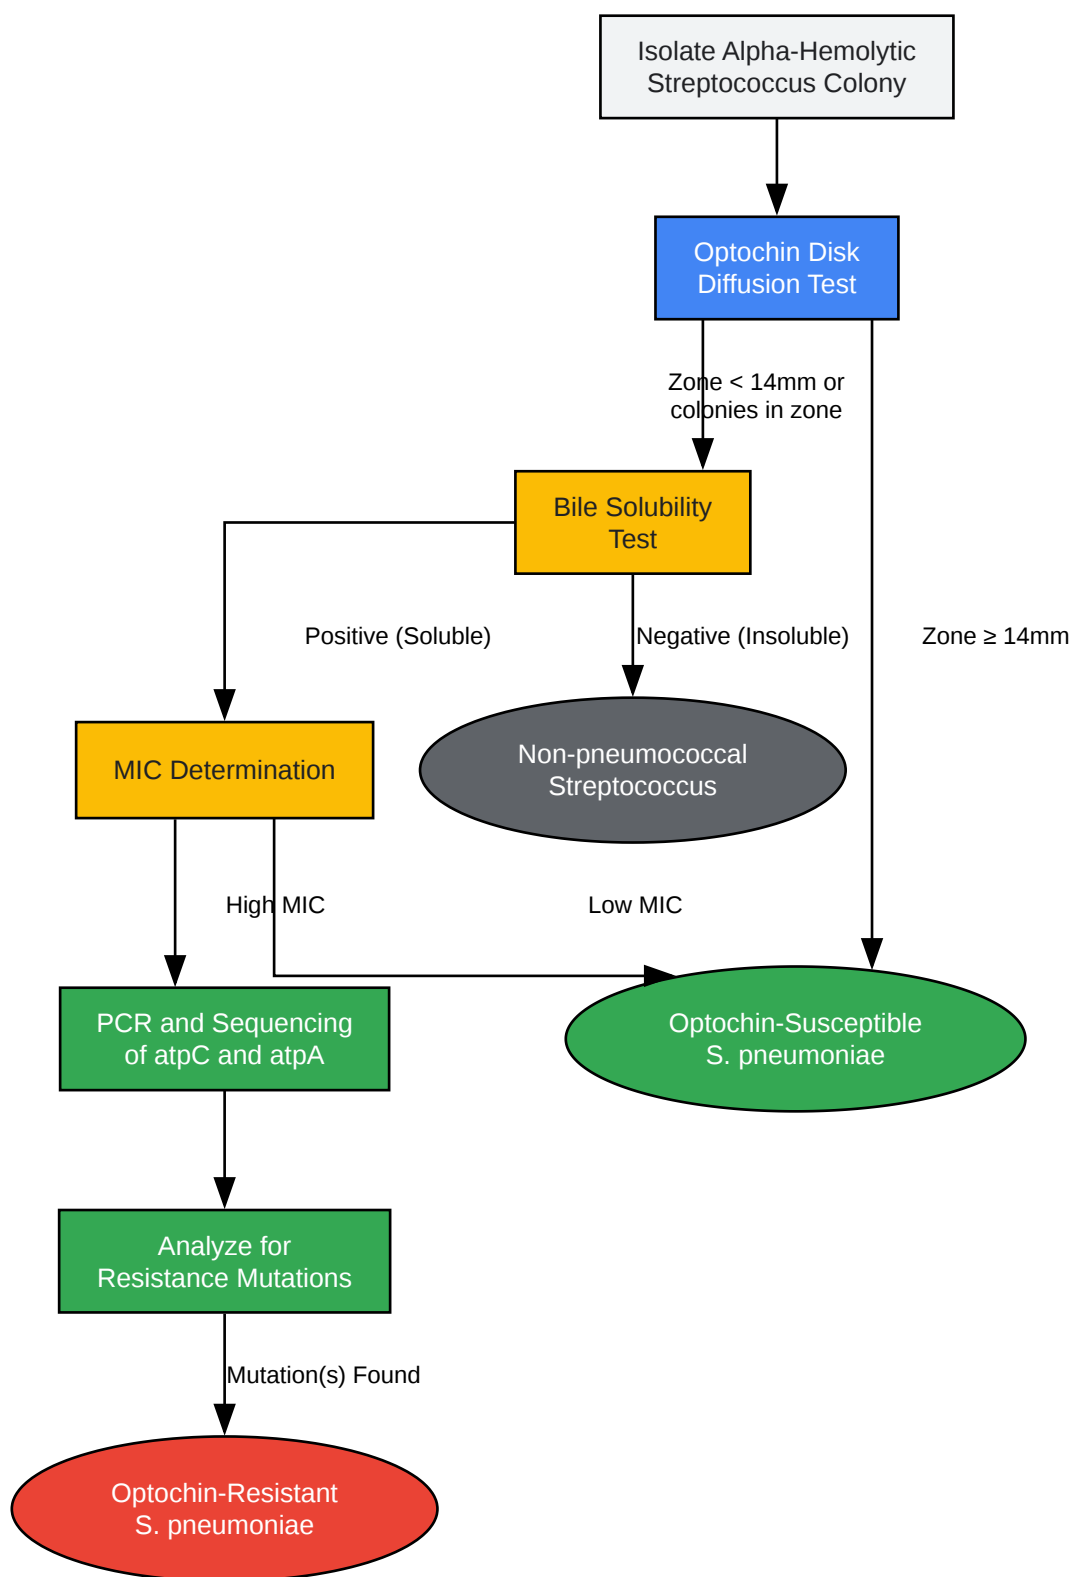 Isolate Alpha-Hemolytic
Streptococcus Colony
Optochin Disk
Diffusion Test
Zone < 14mm or
colonies in zone
Bile Solubility
Test
Positive (Soluble)
Negative (Insoluble)
Zone ≥ 14mm
Non-pneumococcal
Streptococcus
MIC Determination
High MIC
Low MIC
PCR and Sequencing
of atpC and atpA
Optochin-Susceptible
S. pneumoniae
Analyze for
Resistance Mutations
Mutation(s) Found
Optochin-Resistant
S. pneumoniae